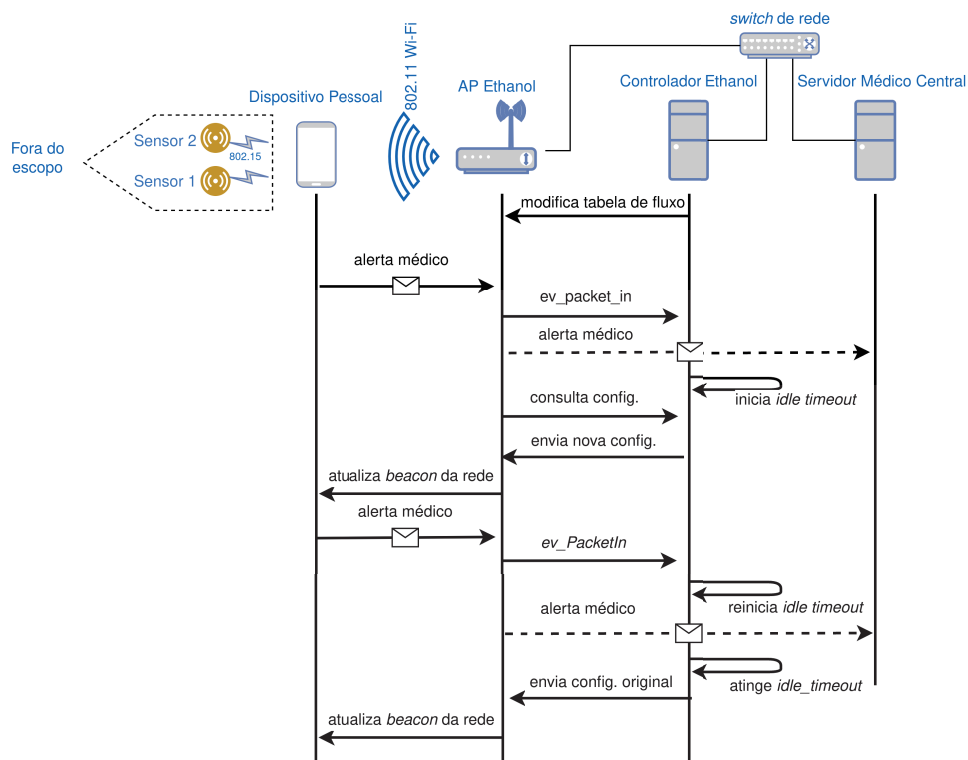 switch de rede
802.11 Wi-Fi
AP Ethanol
Controlador Ethanol
Servidor Médico Central
Dispositivo Pessoal
Fora do
escopo
Sensor 2
802.15
Sensor 1
modifica tabela de fluxo
alerta médico
ev_packet_in
alerta médico
inicia idle timeout
consulta config.
envia nova config.
atualiza beacon da rede
alerta médico
ev_PacketIn
reinicia idle timeout
alerta médico
atinge idle_timeout
envia config. original
atualiza beacon da rede